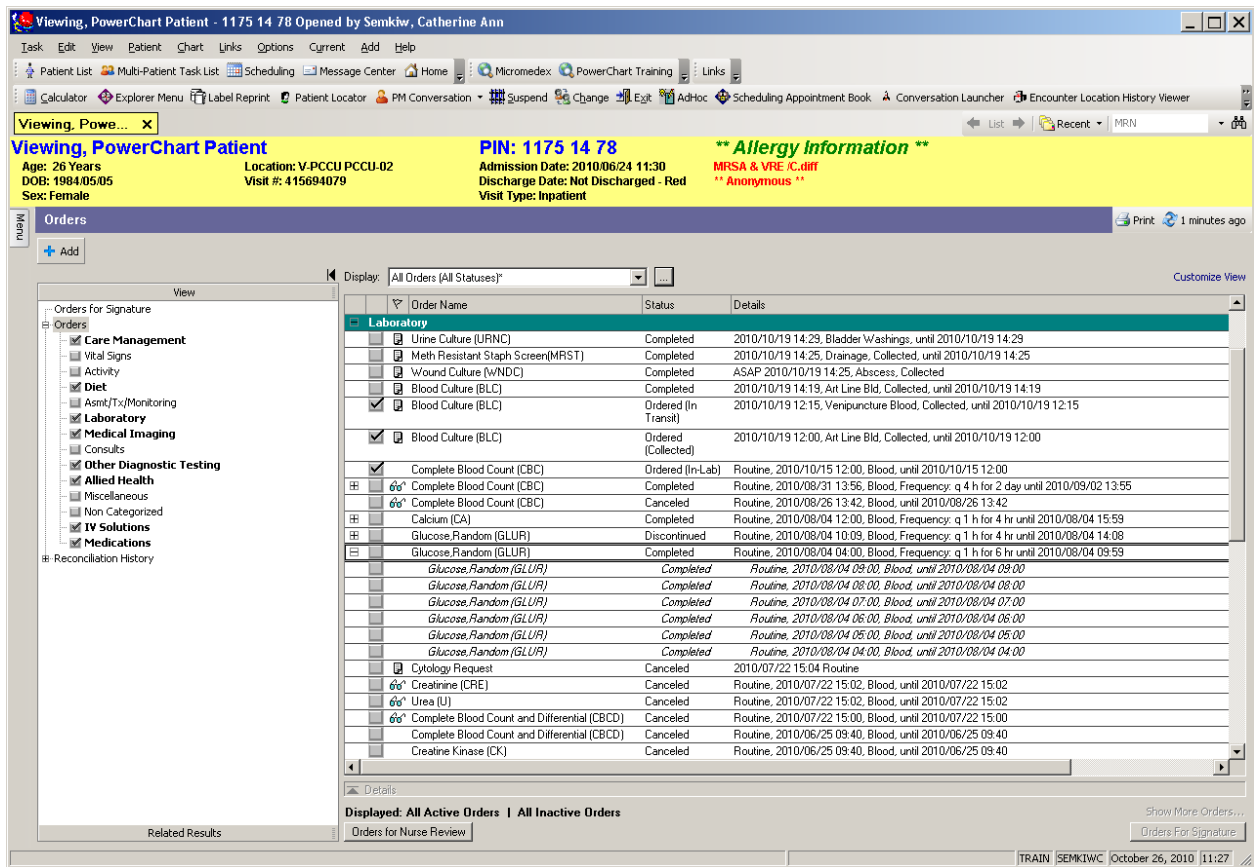 Viewing, PowerChart Patient - 1175 14 78 Opened by Semkiw, Catherine Ann
Task Edit View Patient Chart Links Options Current Add Help
Patient List Multi-Patient Task List Scheduling Message Center Home Micromedex PowerChart Training Links
Calculator Explorer Menu Label Reprint Patient Locator PM Conversation Suspend Change Exit AdHoc Scheduling Appointment Book Conversation Launcher Encounter Location History Viewer
Viewing, Powe... x List Recent MRN
Viewing, PowerChart Patient PIN: 1175 14 78 ** Allergy Information **
Age: 26 Years Location: V-PCCU PCCU-02 Admission Date: 2010/06/24 11:30 MRSA & VRE /C.diff
DOB: 1984/05/05 Visit #: 415694079 Discharge Date: Not Discharged - Red ** Anonymous **
Sex: Female Visit Type: Inpatient
Menu Orders Print 1 minutes ago
+ Add
Display: All Orders (All Statuses)* ... Customize View
View
Orders for Signature
Orders
Care Management
Vital Signs
Activity
Diet
Asmt/Tx/Monitoring
Laboratory
Medical Imaging
Consults
Other Diagnostic Testing
Allied Health
Miscellaneous
Non Categorized
IV Solutions
Medications
Reconciliation History
Related Results
Order Name Status Details
Laboratory
Urine Culture (URNC) Completed 2010/10/19 14:29, Bladder Washings, until 2010/10/19 14:29
Meth Resistant Staph Screen(MRST) Completed 2010/10/19 14:25, Drainage, Collected, until 2010/10/19 14:25
Wound Culture (WNDC) Completed ASAP 2010/10/19 14:25, Abscess, Collected
Blood Culture (BLC) Completed 2010/10/19 14:19, Art Line Bld, Collected, until 2010/10/19 14:19
Blood Culture (BLC) Ordered (In 2010/10/19 12:15, Venipuncture Blood, Collected, until 2010/10/19 12:15
Transit)
Blood Culture (BLC) Ordered 2010/10/19 12:00, Art Line Bld, Collected, until 2010/10/19 12:00
(Collected)
Complete Blood Count (CBC) Ordered (In-Lab) Routine, 2010/10/15 12:00, Blood, until 2010/10/15 12:00
Complete Blood Count (CBC) Completed Routine, 2010/08/31 13:56, Blood, Frequency: q 4 h for 2 day until 2010/09/02 13:55
Complete Blood Count (CBC) Canceled Routine, 2010/08/26 13:42, Blood, until 2010/08/26 13:42
Calcium (CA) Completed Routine, 2010/08/04 12:00, Blood, Frequency: q 1 h for 4 hr until 2010/08/04 15:59
Glucose,Random (GLUR) Discontinued Routine, 2010/08/04 10:09, Blood, Frequency: q 1 h for 4 hr until 2010/08/04 14:08
Glucose,Random (GLUR) Completed Routine, 2010/08/04 04:00, Blood, Frequency: q 1 h for 6 hr until 2010/08/04 09:59
Glucose,Random (GLUR) Completed Routine, 2010/08/04 09:00, Blood, until 2010/08/04 09:00
Glucose,Random (GLUR) Completed Routine, 2010/08/04 08:00, Blood, until 2010/08/04 08:00
Glucose,Random (GLUR) Completed Routine, 2010/08/04 07:00, Blood, until 2010/08/04 07:00
Glucose,Random (GLUR) Completed Routine, 2010/08/04 06:00, Blood, until 2010/08/04 06:00
Glucose,Random (GLUR) Completed Routine, 2010/08/04 05:00, Blood, until 2010/08/04 05:00
Glucose,Random (GLUR) Completed Routine, 2010/08/04 04:00, Blood, until 2010/08/04 04:00
Cytology Request Canceled 2010/07/22 15:04 Routine
Creatinine (CRE) Canceled Routine, 2010/07/22 15:02, Blood, until 2010/07/22 15:02
Urea (U) Canceled Routine, 2010/07/22 15:02, Blood, until 2010/07/22 15:02
Complete Blood Count and Differential (CBCD) Canceled Routine, 2010/07/22 15:00, Blood, until 2010/07/22 15:00
Complete Blood Count and Differential (CBCD) Canceled Routine, 2010/06/25 09:40, Blood, until 2010/06/25 09:40
Creatine Kinase (CK) Canceled Routine, 2010/06/25 09:40, Blood, until 2010/06/25 09:40
Details
Displayed: All Active Orders | All Inactive Orders Show More Orders...
Orders for Nurse Review Orders For Signature
TRAIN SEMKIWC October 26, 2010 11:27